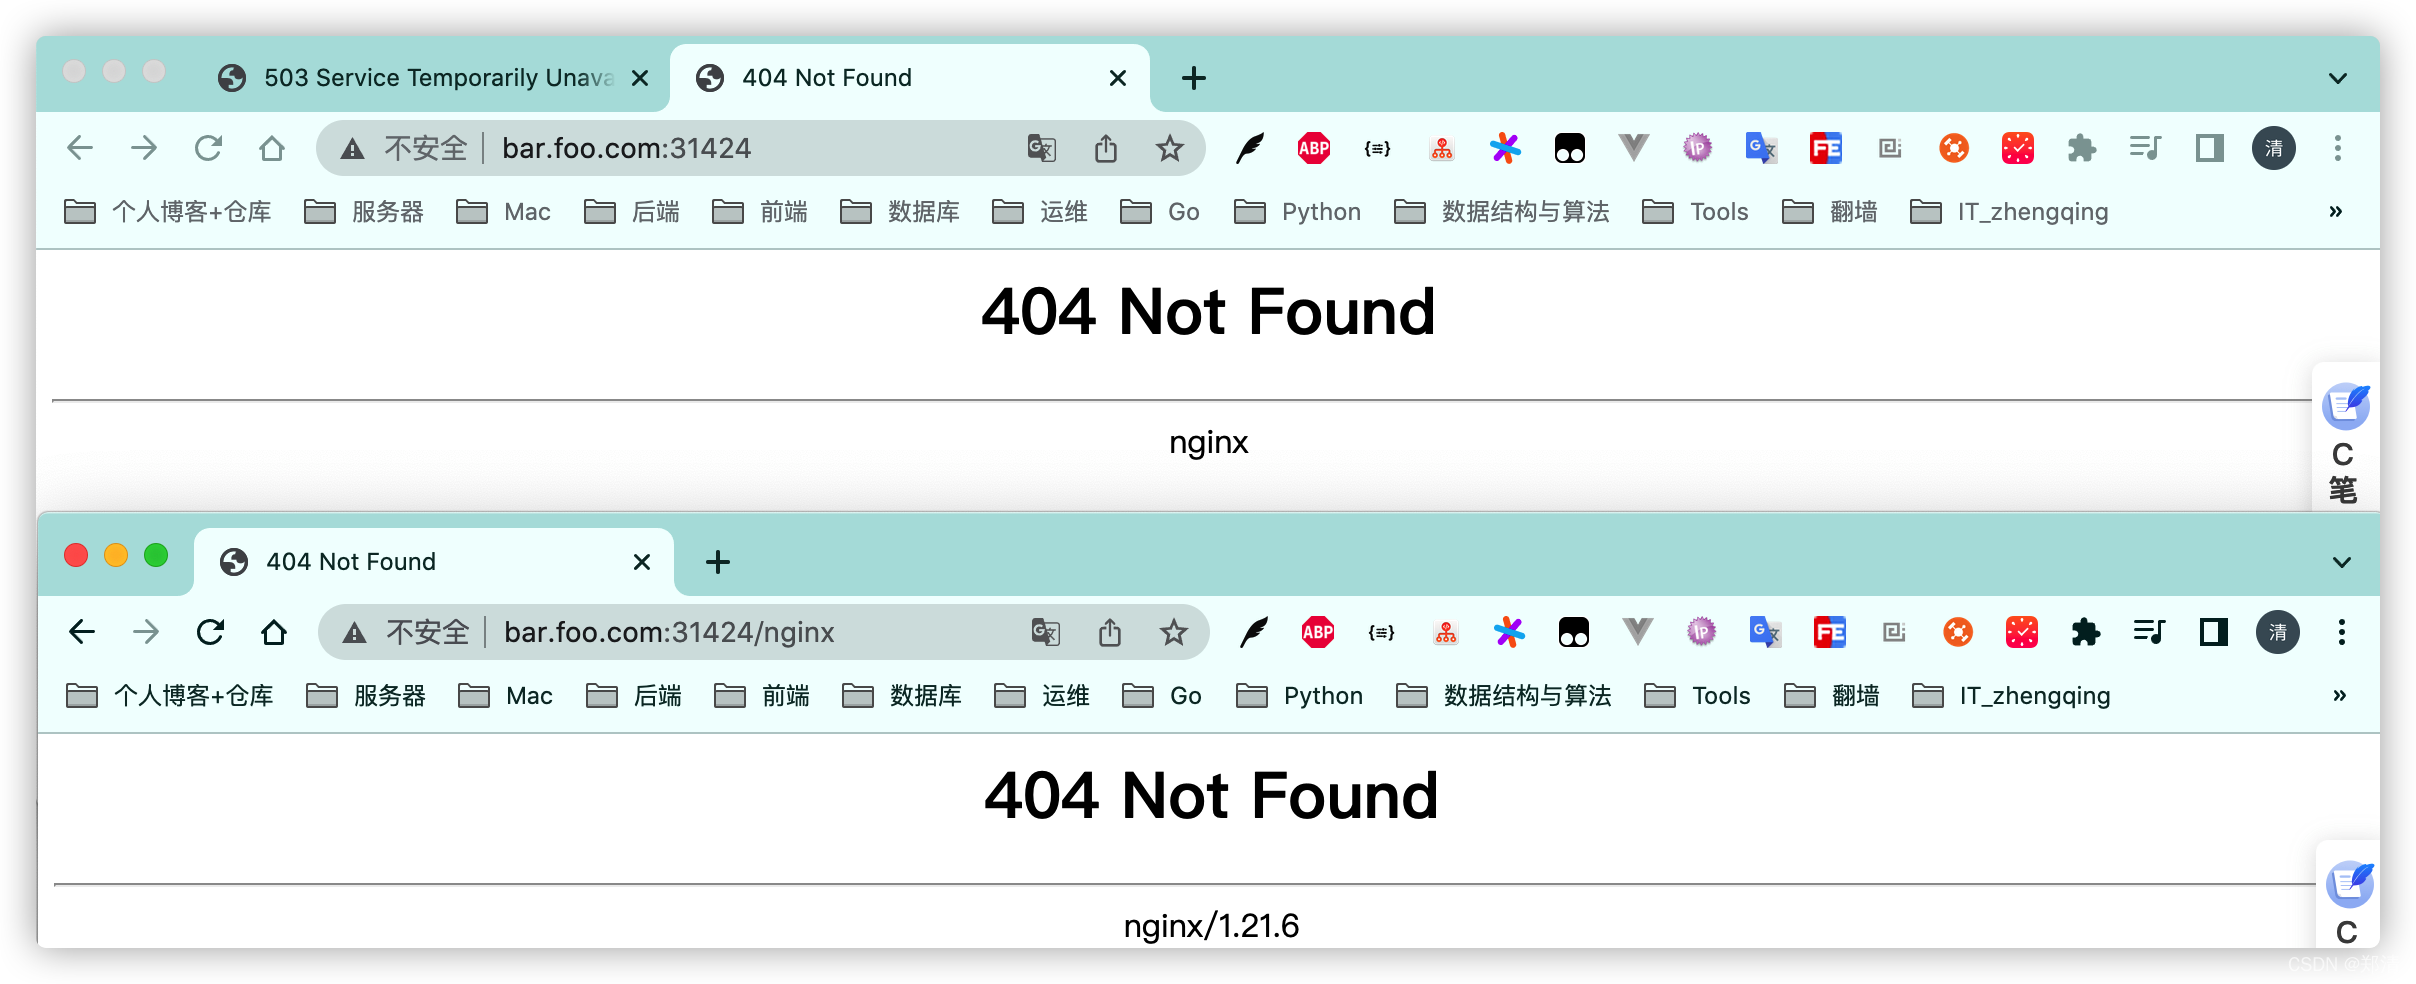 503 Service Temporarily Unava
404 Not Found
不安全 bar.foo.com:31424
ABP
IP
FE
清
个人博客+仓库 服务器 Mac 后端 前端 数据库 运维 Go Python 数据结构与算法 Tools 翻墙 IT_zhengqing »
404 Not Found
nginx
C
笔
404 Not Found
不安全 bar.foo.com:31424/nginx
ABP
IP
FE
清
个人博客+仓库 服务器 Mac 后端 前端 数据库 运维 Go Python 数据结构与算法 Tools 翻墙 IT_zhengqing »
404 Not Found
nginx/1.21.6
C
CSDN @郑